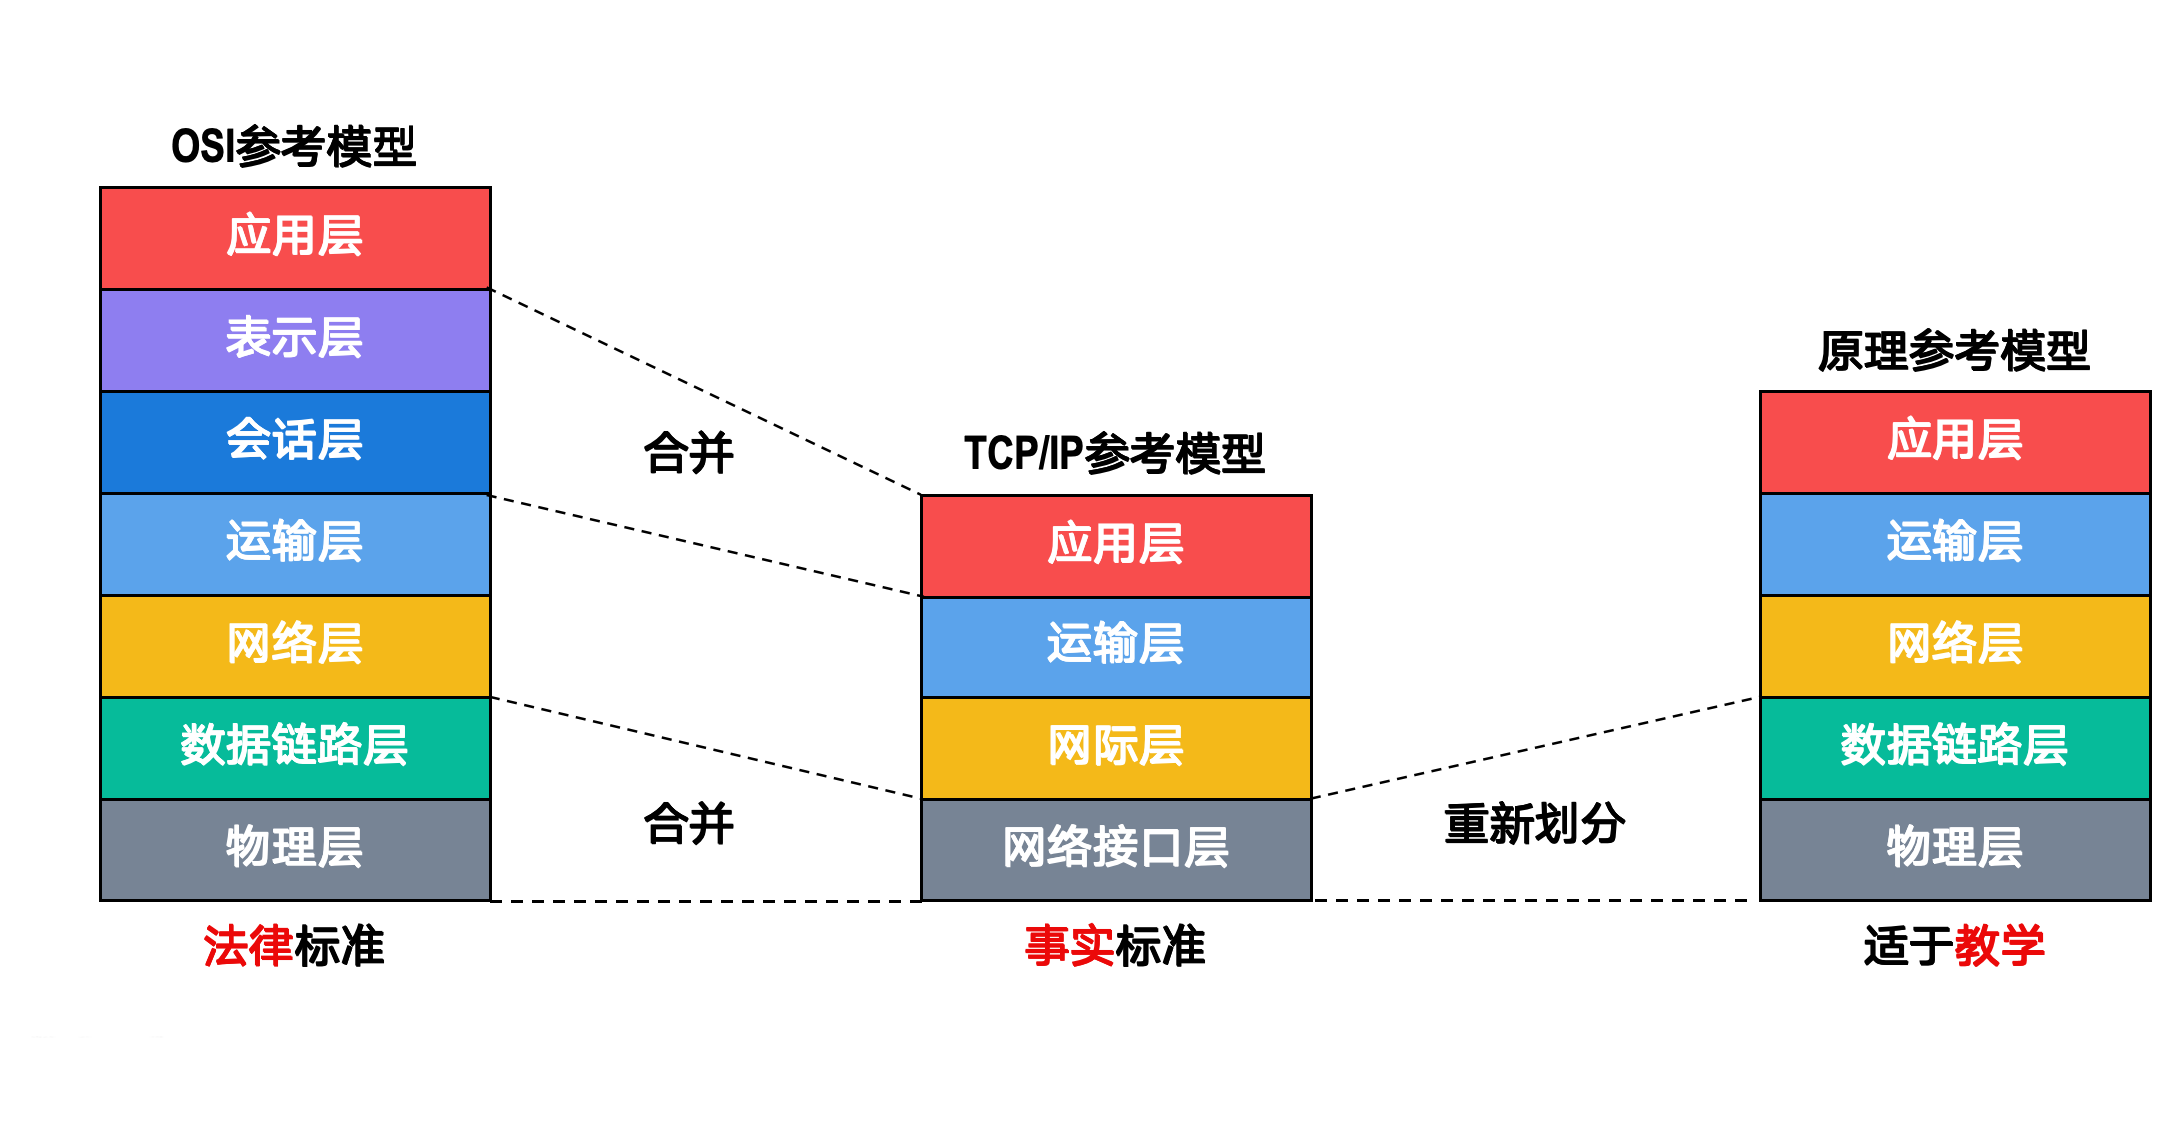 OSI参考模型
应用层
表示层
会话层
运输层
网络层
数据链路层
物理层
法律标准
合并
合并
TCP/IP参考模型
应用层
运输层
网际层
网络接口层
事实标准
重新划分
原理参考模型
应用层
运输层
网络层
数据链路层
物理层
适于教学